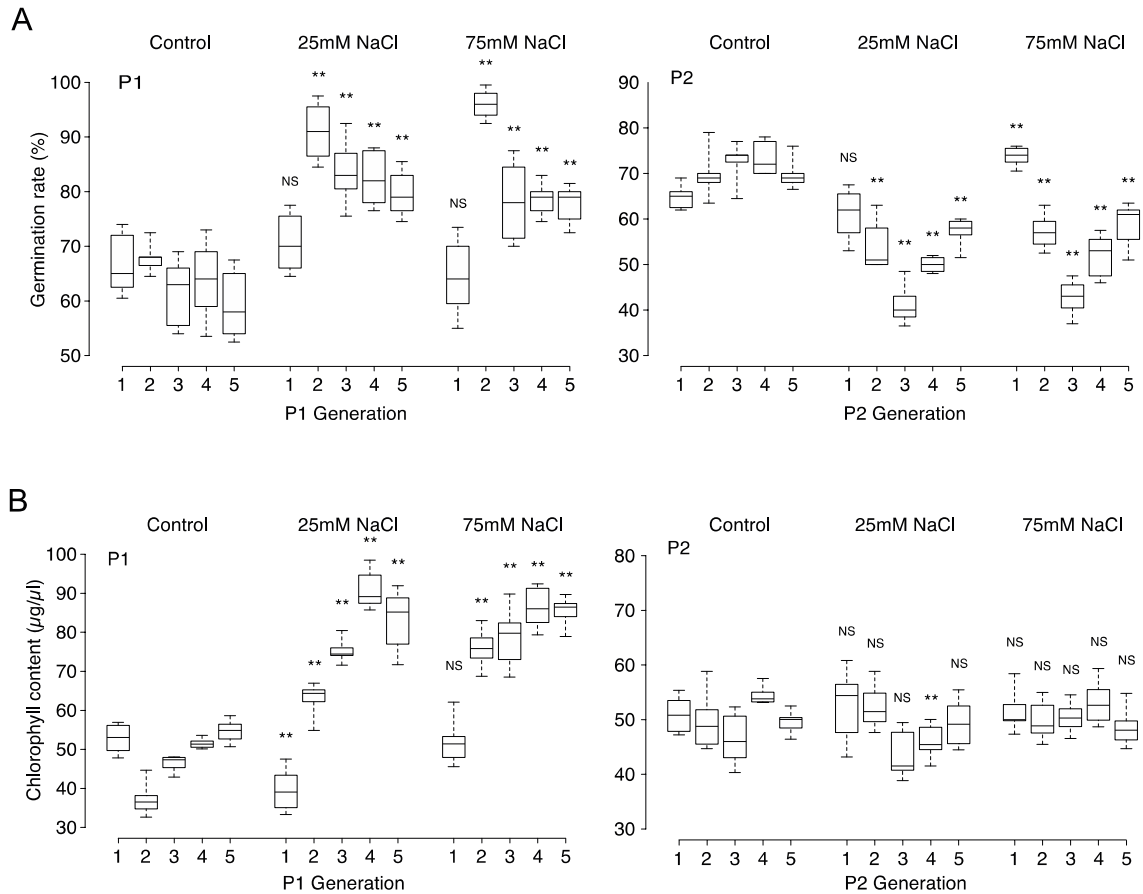 A
Control 25mM NaCl 75mM NaCl
P1
Germination rate (%)
100
90
80
70
60
50
NS ** ** ** **
NS ** ** ** **
1 2 3 4 5 1 2 3 4 5 1 2 3 4 5
P1 Generation
Control 25mM NaCl 75mM NaCl
P2
90
80
70
60
50
40
30
NS ** ** ** **
** ** ** ** **
1 2 3 4 5 1 2 3 4 5 1 2 3 4 5
P2 Generation
B
Control 25mM NaCl 75mM NaCl
P1
Chlorophyll content (µg/µl)
100
90
80
70
60
50
40
30
** ** ** ** **
NS ** ** ** **
1 2 3 4 5 1 2 3 4 5 1 2 3 4 5
P1 Generation
Control 25mM NaCl 75mM NaCl
P2
80
70
60
50
40
30
NS NS NS ** NS
NS NS NS NS NS
1 2 3 4 5 1 2 3 4 5 1 2 3 4 5
P2 Generation